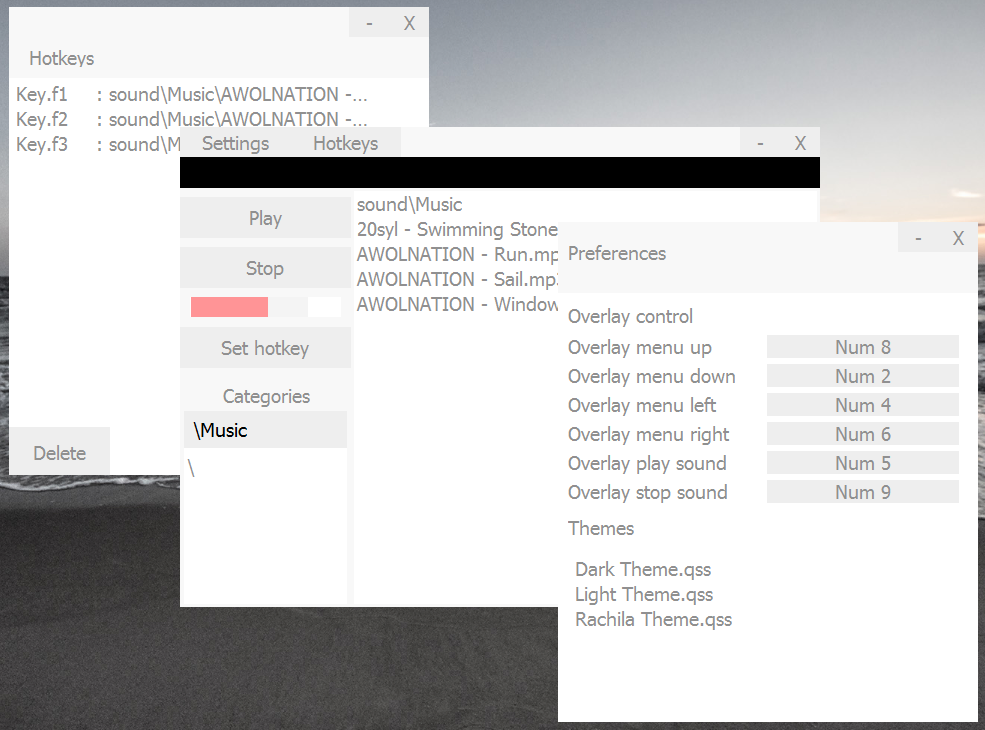 - X
Hotkeys
Key.f1 : sound\Music\AWOLNATION -...
Key.f2 : sound\Music\AWOLNATION -...
Key.f3 : sound\M
Delete
Settings Hotkeys - X
Play
Stop
Set hotkey
Categories
\Music
\
sound\Music
20syl - Swimming Stone
AWOLNATION - Run.mp
AWOLNATION - Sail.mp3
AWOLNATION - Window
- X
Preferences
Overlay control
Overlay menu up Num 8
Overlay menu down Num 2
Overlay menu left Num 4
Overlay menu right Num 6
Overlay play sound Num 5
Overlay stop sound Num 9
Themes
Dark Theme.qss
Light Theme.qss
Rachila Theme.qss